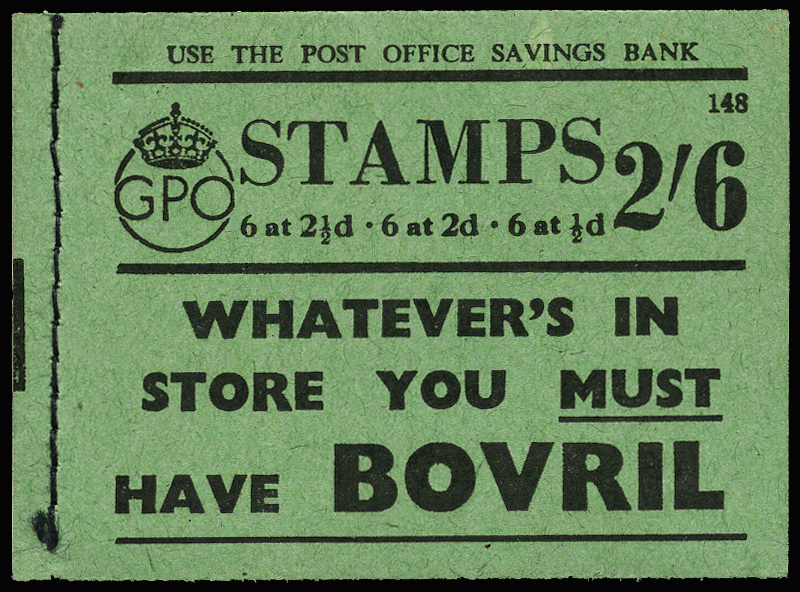 USE THE POST OFFICE SAVINGS BANK
148
STAMPS 2/6
GPO
6 at 2½d · 6 at 2d · 6 at ½d
WHATEVER'S IN
STORE YOU MUST
HAVE BOVRIL